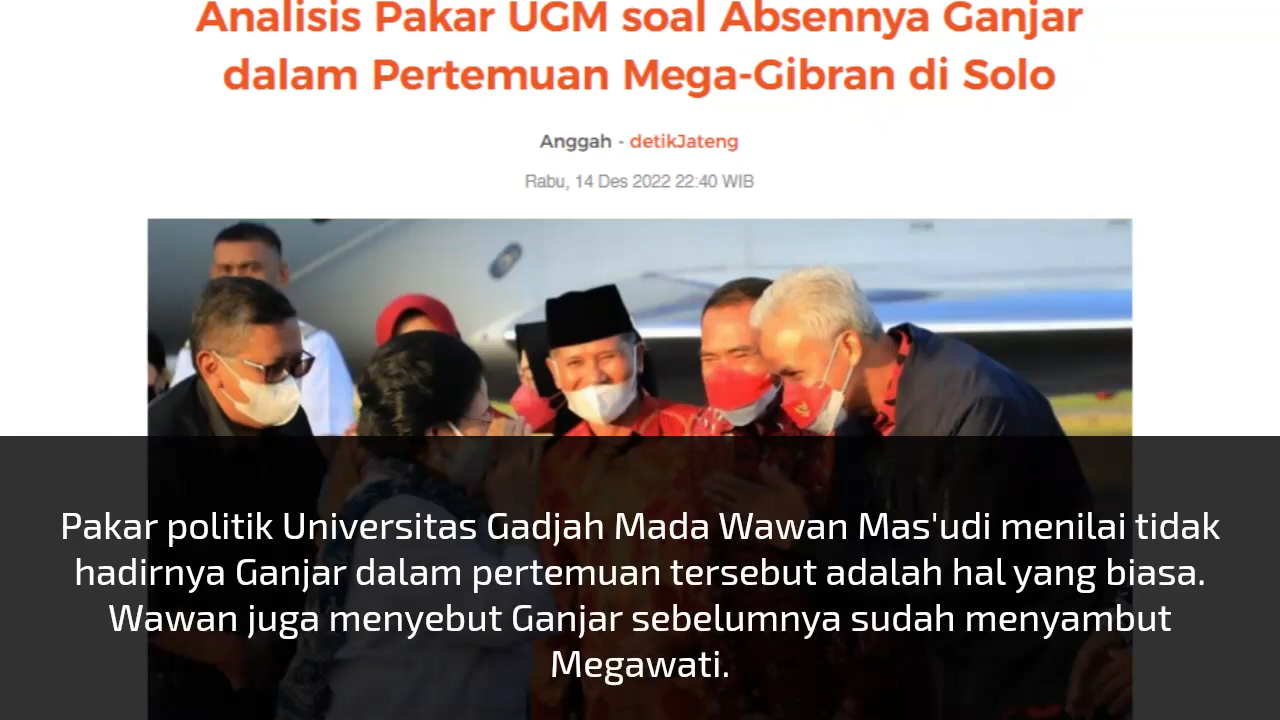 Analisis Pakar UGM soal Absennya Ganjar
dalam Pertemuan Mega-Gibran di Solo
Anggah - detikJateng
Rabu, 14 Des 2022 22:40 WIB
Pakar politik Universitas Gadjah Mada Wawan Mas'udi menilai tidak
hadirnya Ganjar dalam pertemuan tersebut adalah hal yang biasa.
Wawan juga menyebut Ganjar sebelumnya sudah menyambut
Megawati.